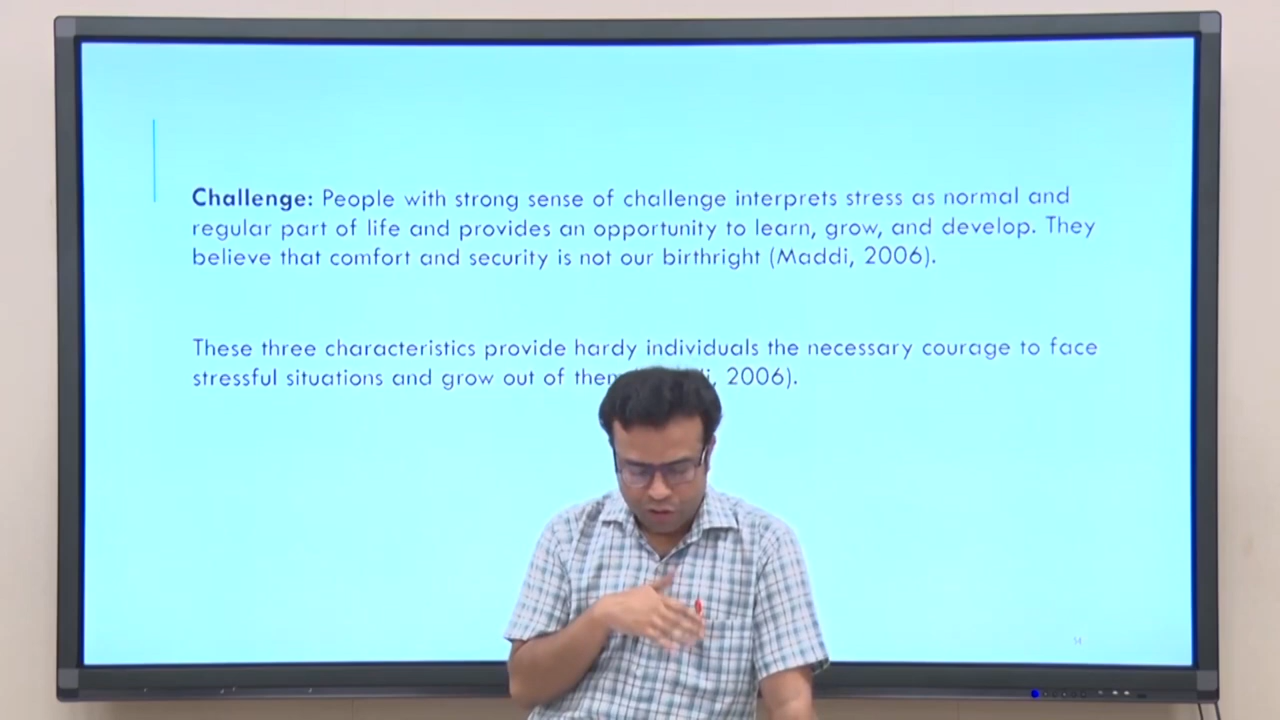 Challenge: People with strong sense of challenge interprets stress as normal and
regular part of life and provides an opportunity to learn, grow, and develop. They
believe that comfort and security is not our birthright (Maddi, 2006).
These three characteristics provide hardy individuals the necessary courage to face
stressful situations and grow out of 2006).
14